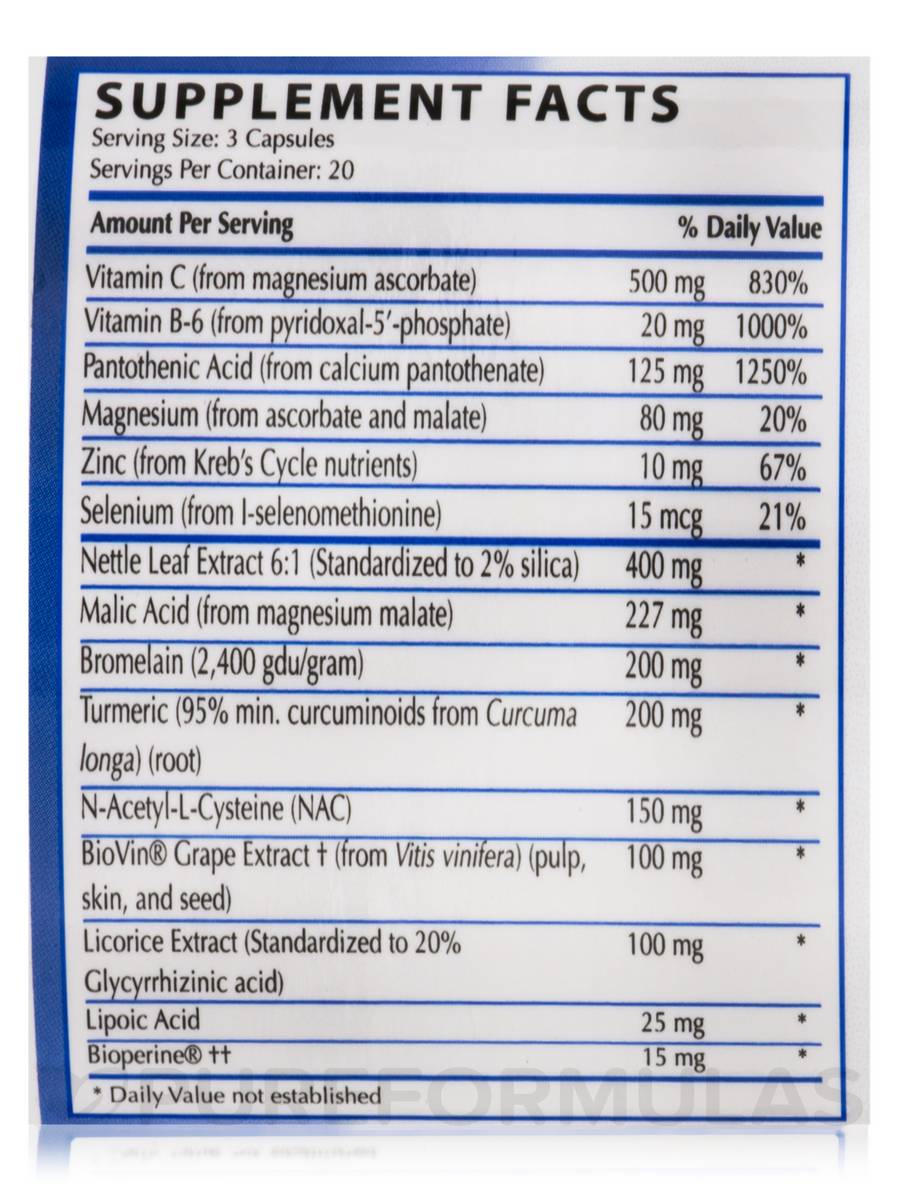 SUPPLEMENT FACTS
Serving Size: 3 Capsules
Servings Per Container: 20
Amount Per Serving % Daily Value
Vitamin C (from magnesium ascorbate) 500 mg 830%
Vitamin B-6 (from pyridoxal-5′-phosphate) 20 mg 1000%
Pantothenic Acid (from calcium pantothenate) 125 mg 1250%
Magnesium (from ascorbate and malate) 80 mg 20%
Zinc (from Kreb's Cycle nutrients) 10 mg 67%
Selenium (from l-selenomethionine) 15 mcg 21%
Nettle Leaf Extract 6:1 (Standardized to 2% silica) 400 mg *
Malic Acid (from magnesium malate) 227 mg *
Bromelain (2,400 gdu/gram) 200 mg *
Turmeric (95% min. curcuminoids from Curcuma 200 mg *
longa) (root)
N-Acetyl-L-Cysteine (NAC) 150 mg *
BioVin® Grape Extract † (from Vitis vinifera) (pulp, 100 mg *
skin, and seed)
Licorice Extract (Standardized to 20% 100 mg *
Glycyrrhizinic acid)
Lipoic Acid 25 mg *
Bioperine® †† 15 mg *
* Daily Value not established
PUREFORMULAS